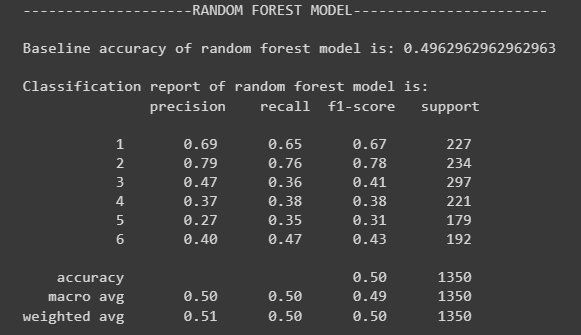 --------------------RANDOM FOREST MODEL-----------------------
Baseline accuracy of random forest model is: 0.4962962962962963
Classification report of random forest model is:
precision recall f1-score support
1 0.69 0.65 0.67 227
2 0.79 0.76 0.78 234
3 0.47 0.36 0.41 297
4 0.37 0.38 0.38 221
5 0.27 0.35 0.31 179
6 0.40 0.47 0.43 192
accuracy 0.50 1350
macro avg 0.50 0.50 0.49 1350
weighted avg 0.51 0.50 0.50 1350